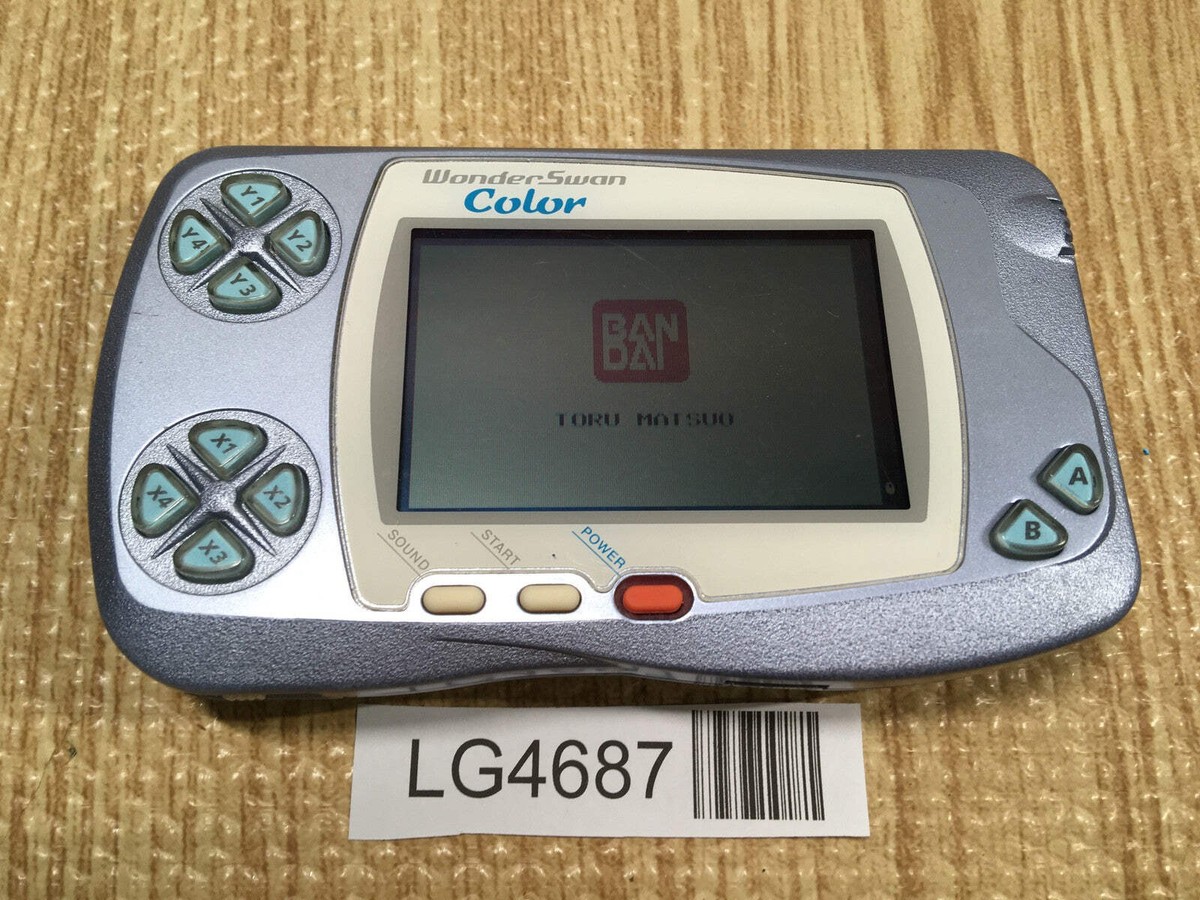 WonderSwan
Color
Y1
Y4
Y2
Y3
BAN
DAI
TORU MATSUO
X1
X4
X2
X3
A
B
SOUND
START
POWER
LG4687